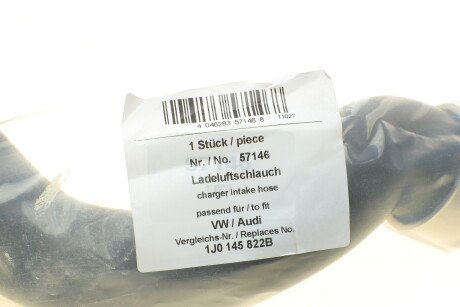 4 046283 57146 8
11027
1 Stück / piece
Nr. / No. 57146
Ladeluftschlauch
charger intake hose
passend für / to fit
VW / Audi
Vergleichs-Nr. / Replaces No.
1J0 145 822B